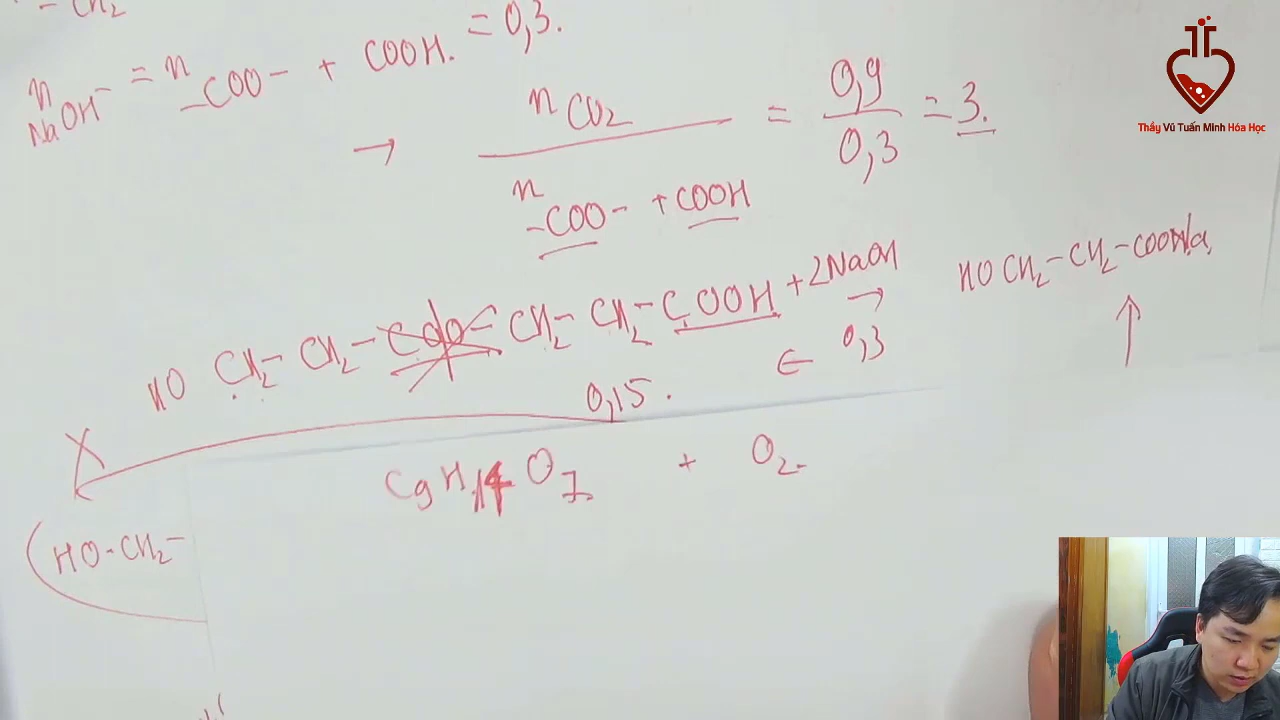 - CH2
n NaOH- = n -COO- + COOH. = 0,3.
→ n CO2 / n -COO- + COOH = 0,9 / 0,3 = 3.
HO CH2- CH2-COO- CH2- CH2- COOH + 2NaOH → HO CH2-CH2-COONa.
0,15. ← 0,3
C9H14O7 + O2.
HO-CH2-
Thầy Vũ Tuấn Minh Hóa Học